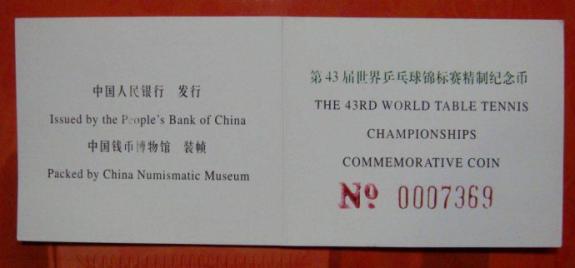 中国人民银行 发行
Issued by the People's Bank of China
中国钱币博物馆 装帧
Packed by China Numismatic Museum
第43届世界乒乓球锦标赛精制纪念币
THE 43RD WORLD TABLE TENNIS
CHAMPIONSHIPS
COMMEMORATIVE COIN
Nº 0007369